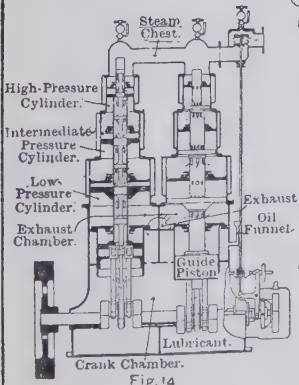 Steam
Chest.
High-Pressure
Cylinder.
Intermediate
Pressure
Cylinder.
Low-
Pressure
Cylinder.
Exhaust
Chamber.
Exhaust
Oil
Funnel
Guide
Piston
Lubricant.
Crank Chamber.
Fig. 14